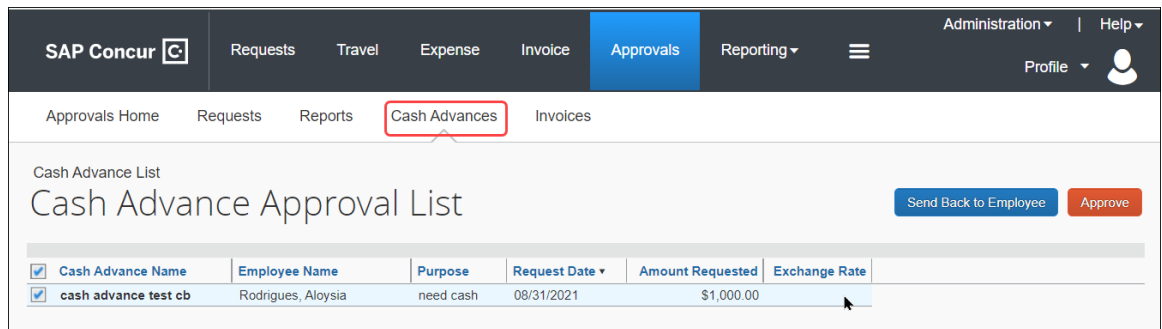 Administration | Help
SAP Concur C. Requests Travel Expense Invoice Approvals Reporting
Profile
Approvals Home Requests Reports Cash Advances Invoices
Cash Advance List
Cash Advance Approval List
Send Back to Employee Approve
Cash Advance Name Employee Name Purpose Request Date Amount Requested Exchange Rate
cash advance test cb Rodrigues, Aloysia need cash 08/31/2021 $1,000.00